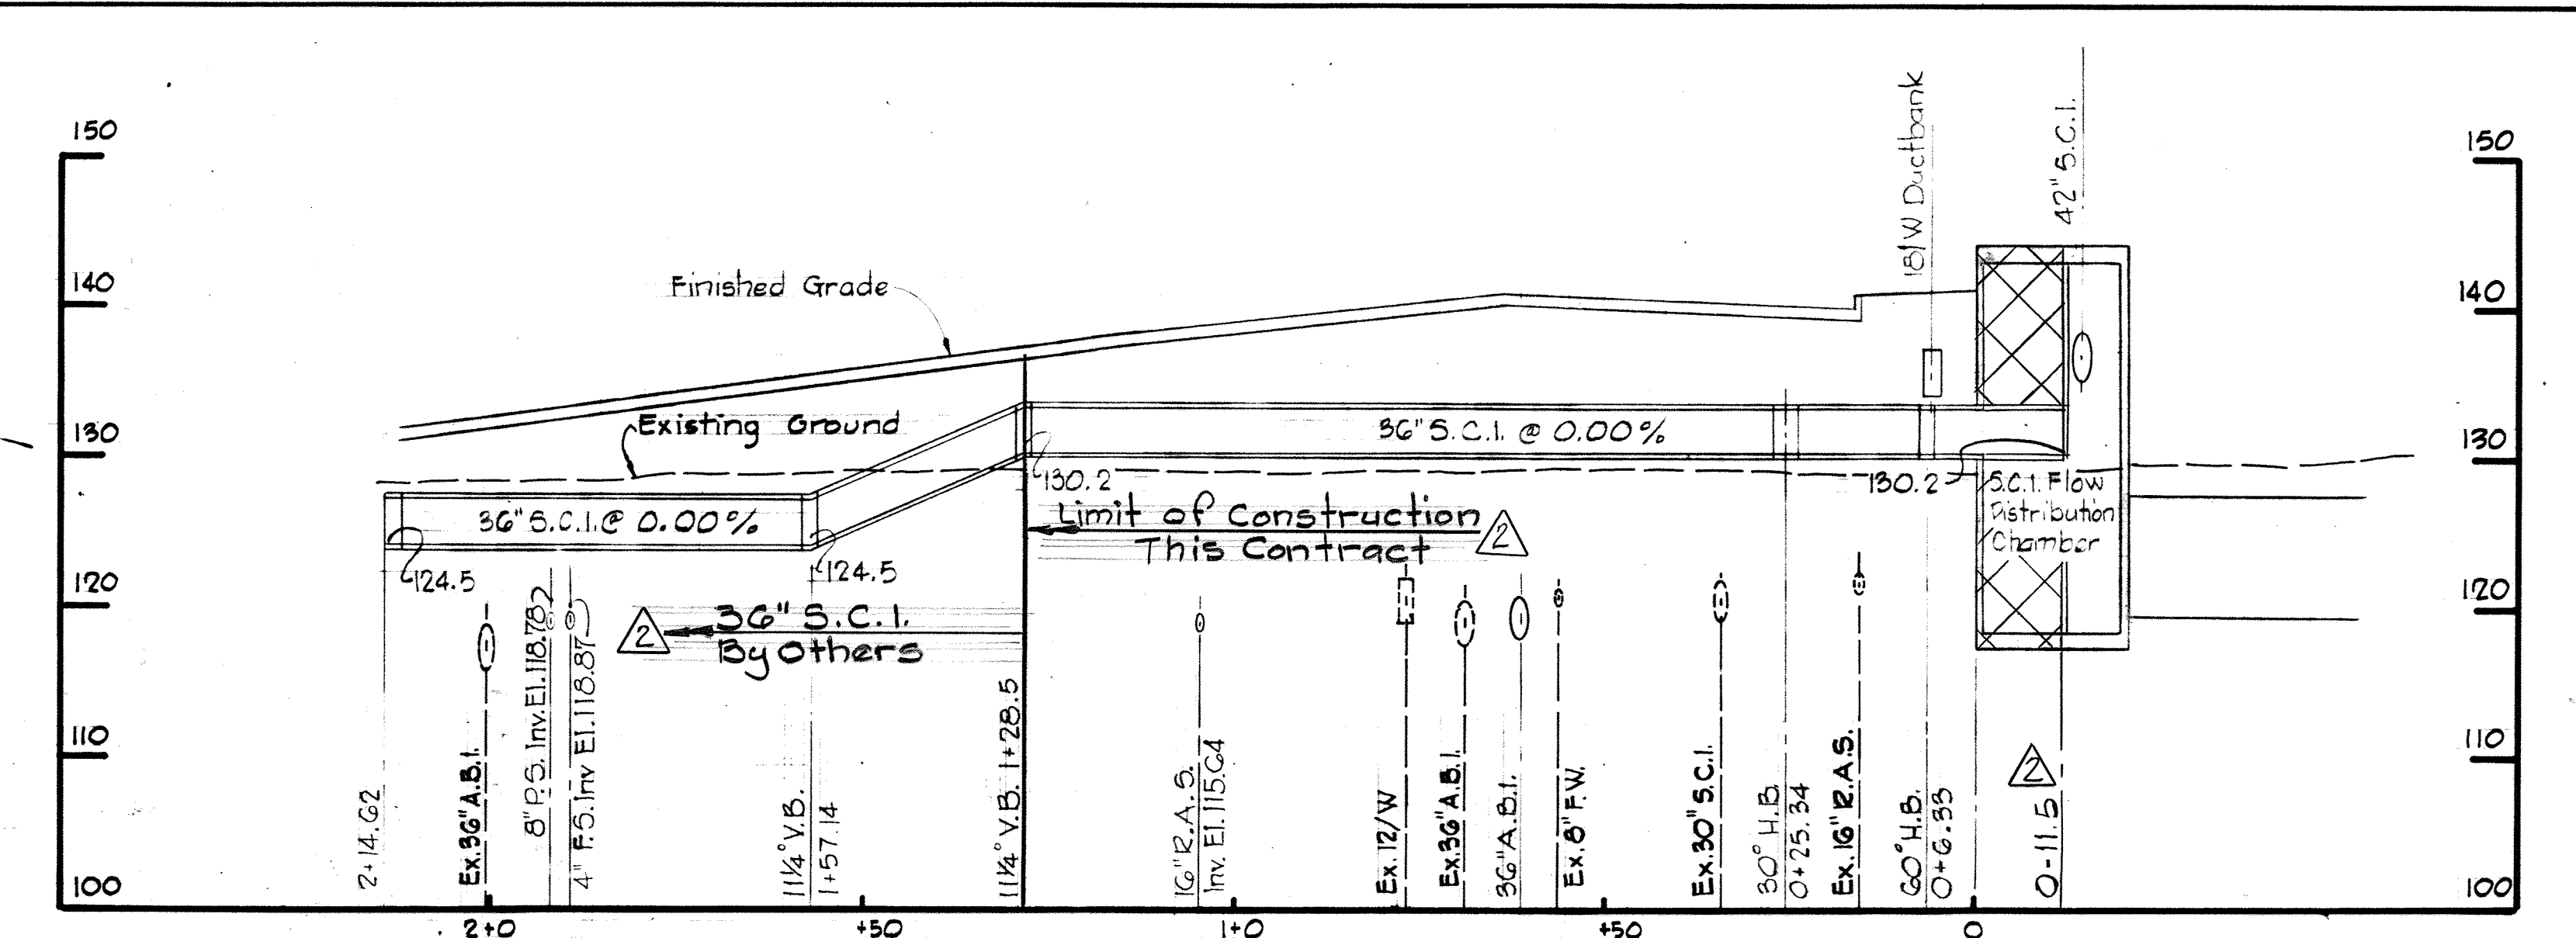 150
150
18/W Ductbank
42" S.C.I.
Finished Grade
140
140
Existing Ground
130
130
36" S.C.I. @ 0.00%
130.2
130.2
S.C.I. Flow
Distribution
Chamber
36" S.C.I. @ 0.00%
Limit of Construction
This Contract
2
124.5
124.5
120
120
2
36" S.C.I.
By Others
110
110
2
2+14.62
Ex. 36" A.B.I.
8" P.S. Inv. El. 118.78
4" F.S. Inv El. 118.87
11¼° V.B.
1+57.14
11¼° V.B. 1+28.5
16" R.A.S.
Inv. El. 115.64
Ex. 12/W
Ex. 36" A.B.I.
36" A.B.I.
Ex. 8" F.W.
Ex. 30" S.C.I.
30° H.B.
0+25.34
Ex. 16" R.A.S.
60° H.B.
0+6.33
0-11.5
100
100
2+0
+50
1+0
+50
0